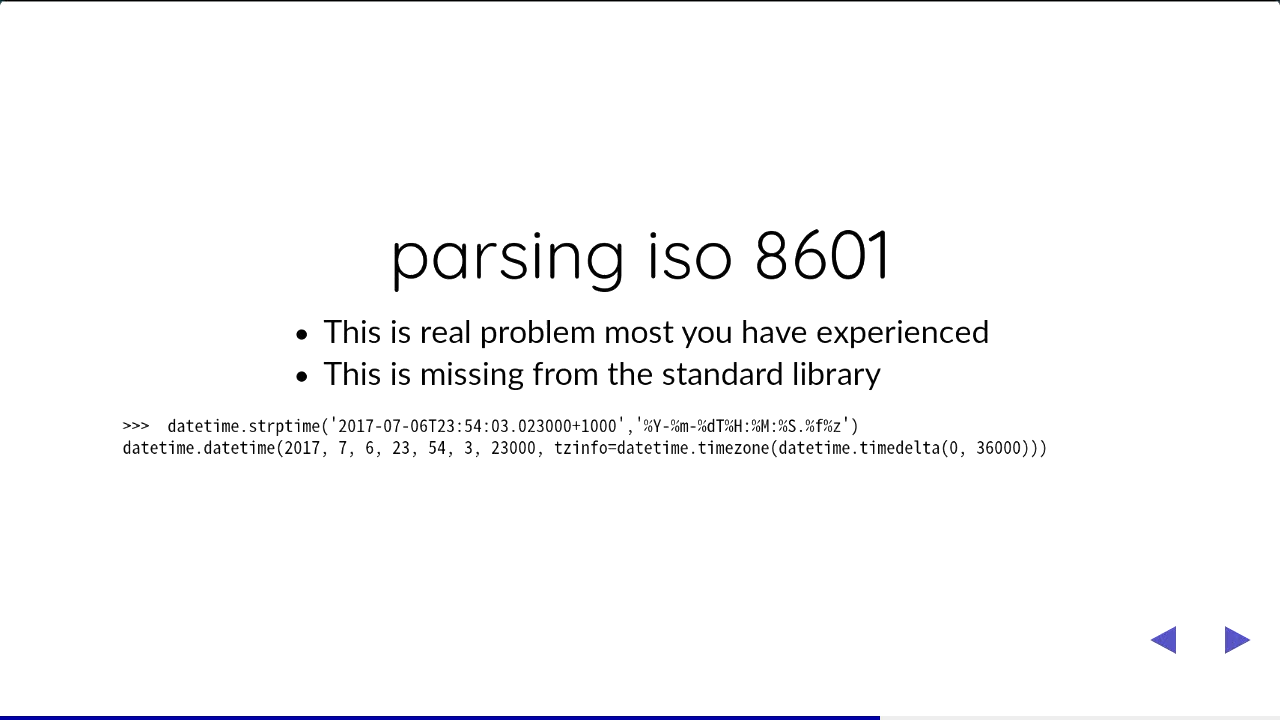 parsing iso 8601
• This is real problem most you have experienced
• This is missing from the standard library
>>>  datetime.strptime('2017-07-06T23:54:03.023000+1000','%Y-%m-%dT%H:%M:%S.%f%z')
datetime.datetime(2017, 7, 6, 23, 54, 3, 23000, tzinfo=datetime.timezone(datetime.timedelta(0, 36000)))